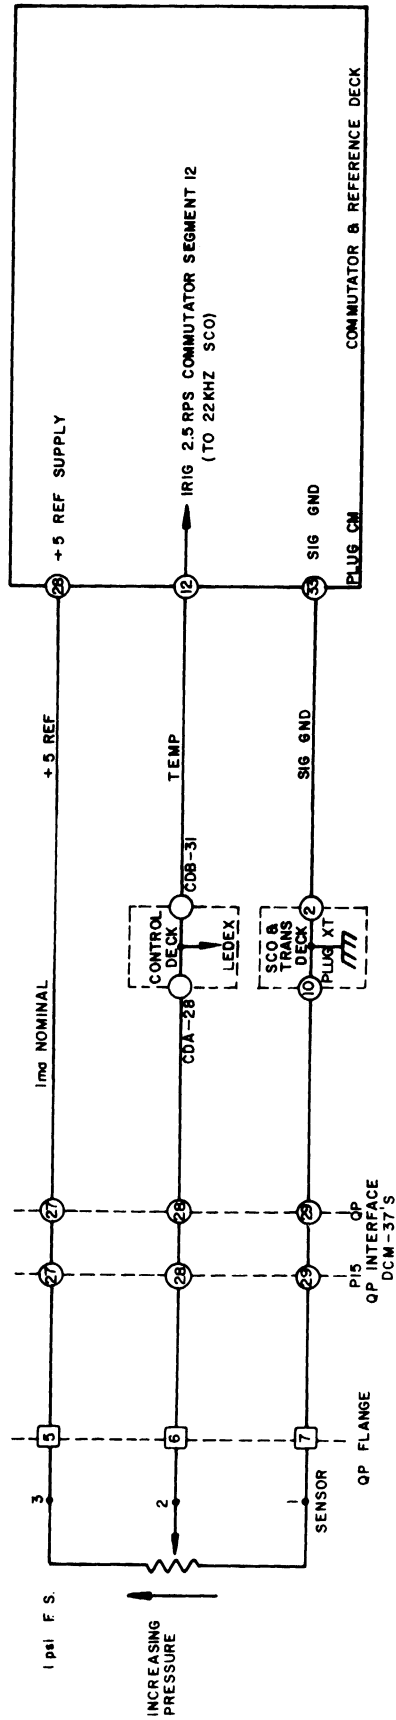 1 psi F. S.
INCREASING
PRESSURE
3
2
1
SENSOR
5
6
7
QP FLANGE
27
28
29
P15
27
28
29
QP
QP INTERFACE
DCM-37'S
1ma NOMINAL
CDA-28
CONTROL
DECK
LEDEX
CDB-31
10
SCO &
TRANS
DECK
PLUG XT
2
+5 REF
TEMP
SIG GND
28
+5 REF SUPPLY
12
IRIG 2.5 RPS COMMUTATOR SEGMENT 12
(TO 22KHZ SCO)
33
SIG GND
PLUG CM
COMMUTATOR & REFERENCE DECK